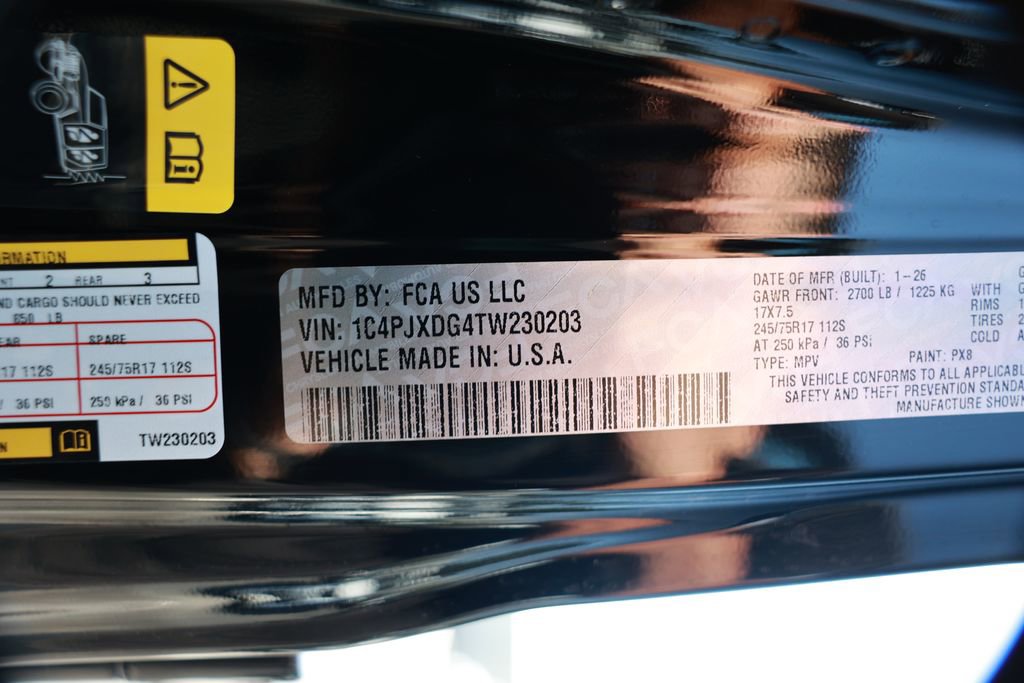 RMATION
NT 2 REAR 3
ND CARGO SHOULD NEVER EXCEED
850 LB
EAR SPARE
17 112S 245/75R17 112S
/ 36 PSI 250 kPa / 36 PSI
TW230203
MFD BY: FCA US LLC
VIN: 1C4PJXDG4TW230203
VEHICLE MADE IN: U.S.A.
DATE OF MFR (BUILT): 1-26
GAWR FRONT: 2700 LB / 1225 KG WITH
17X7.5 RIMS
245/75R17 112S TIRES
AT 250 kPa / 36 PSI COLD
TYPE: MPV PAINT: PX8
THIS VEHICLE CONFORMS TO ALL APPLICABL
SAFETY AND THEFT PREVENTION STANDA
MANUFACTURE SHOWN